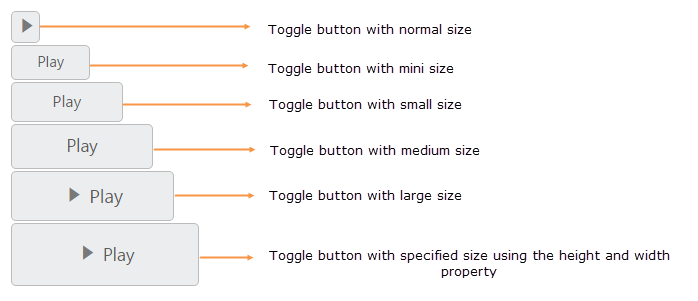 Toggle button with normal size
Play
Toggle button with mini size
Play
Toggle button with small size
Play
Toggle button with medium size
Play
Toggle button with large size
Play
Toggle button with specified size using the height and width
property